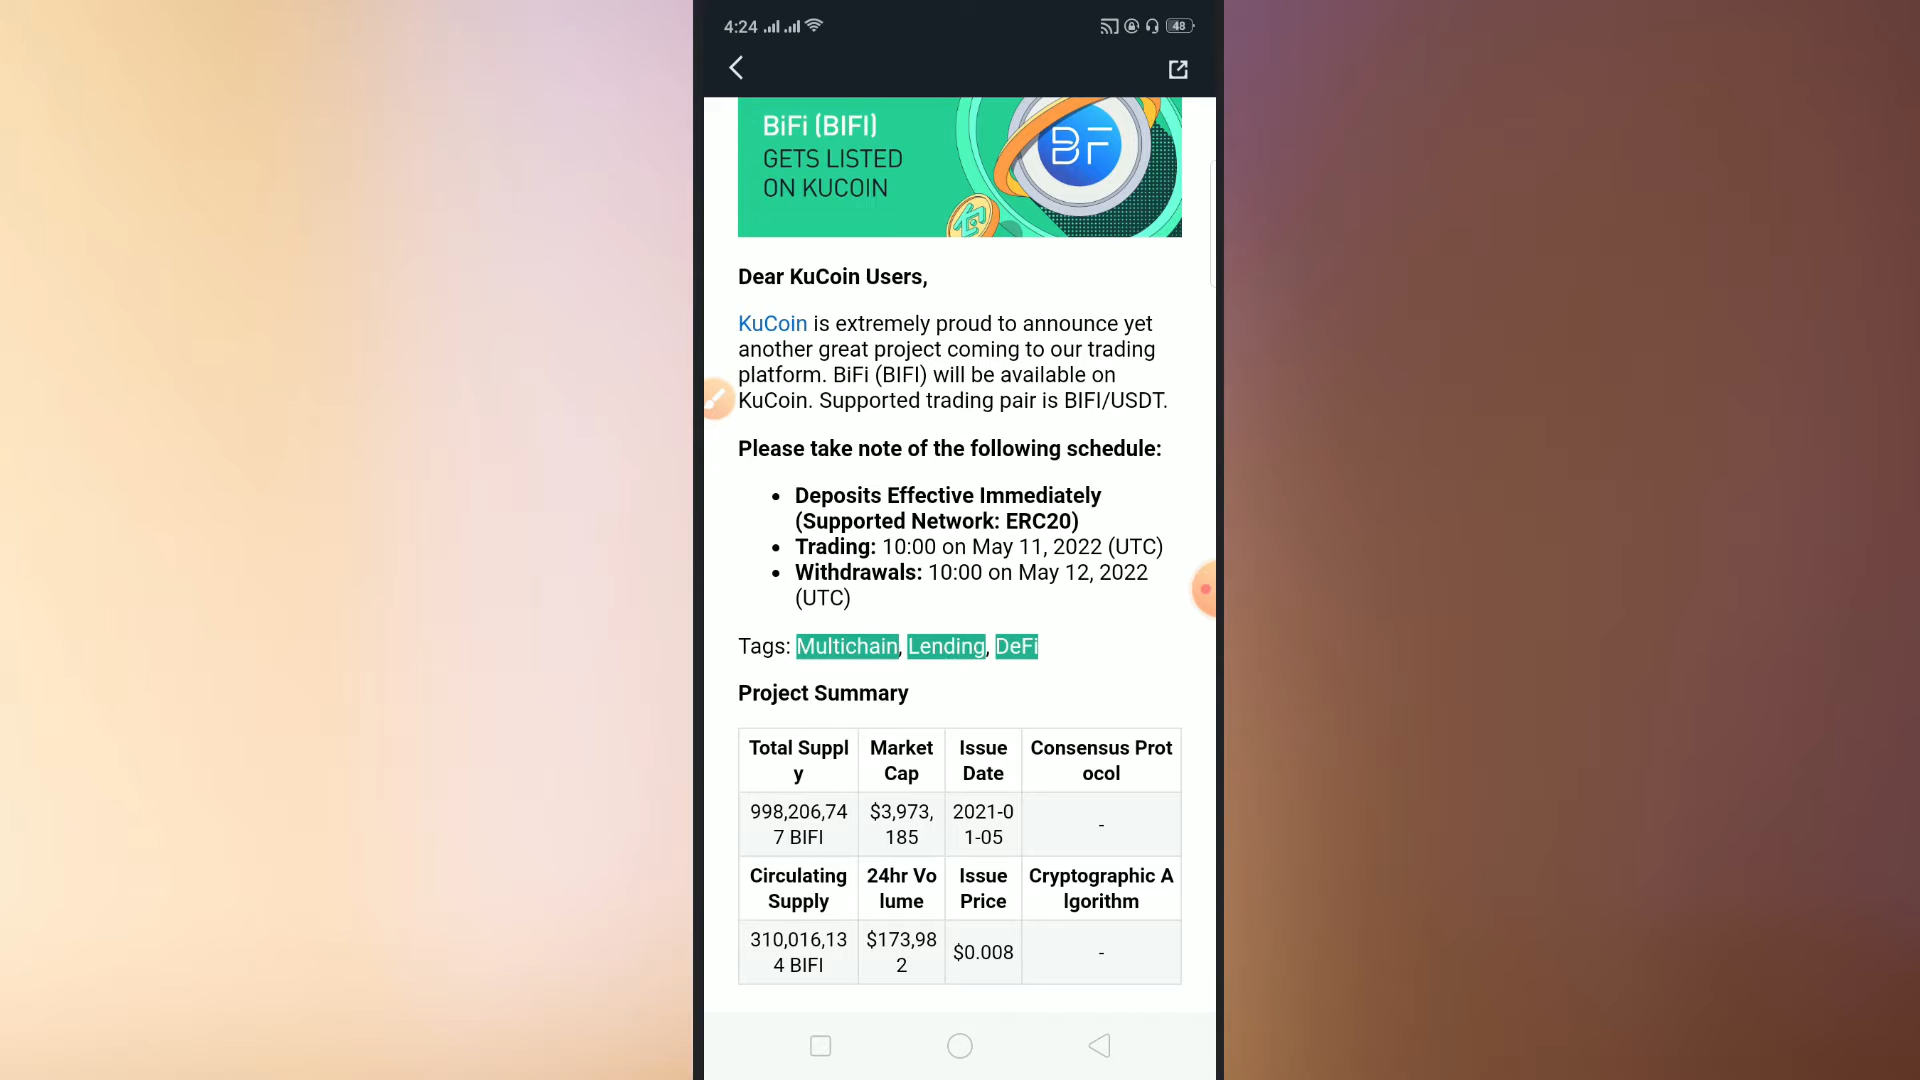 4:24
48
BiFi (BIFI)
GETS LISTED
ON KUCOIN
BF
Dear KuCoin Users,
KuCoin is extremely proud to announce yet
another great project coming to our trading
platform. BiFi (BIFI) will be available on
KuCoin. Supported trading pair is BIFI/USDT.
Please take note of the following schedule:
• Deposits Effective Immediately
(Supported Network: ERC20)
• Trading: 10:00 on May 11, 2022 (UTC)
• Withdrawals: 10:00 on May 12, 2022
(UTC)
Tags: Multichain, Lending, DeFi
Project Summary
Total Suppl Market Issue Consensus Prot
y Cap Date ocol
998,206,74 $3,973, 2021-0 -
7 BIFI 185 1-05
Circulating 24hr Vo Issue Cryptographic A
Supply lume Price lgorithm
310,016,13 $173,98 $0.008 -
4 BIFI 2